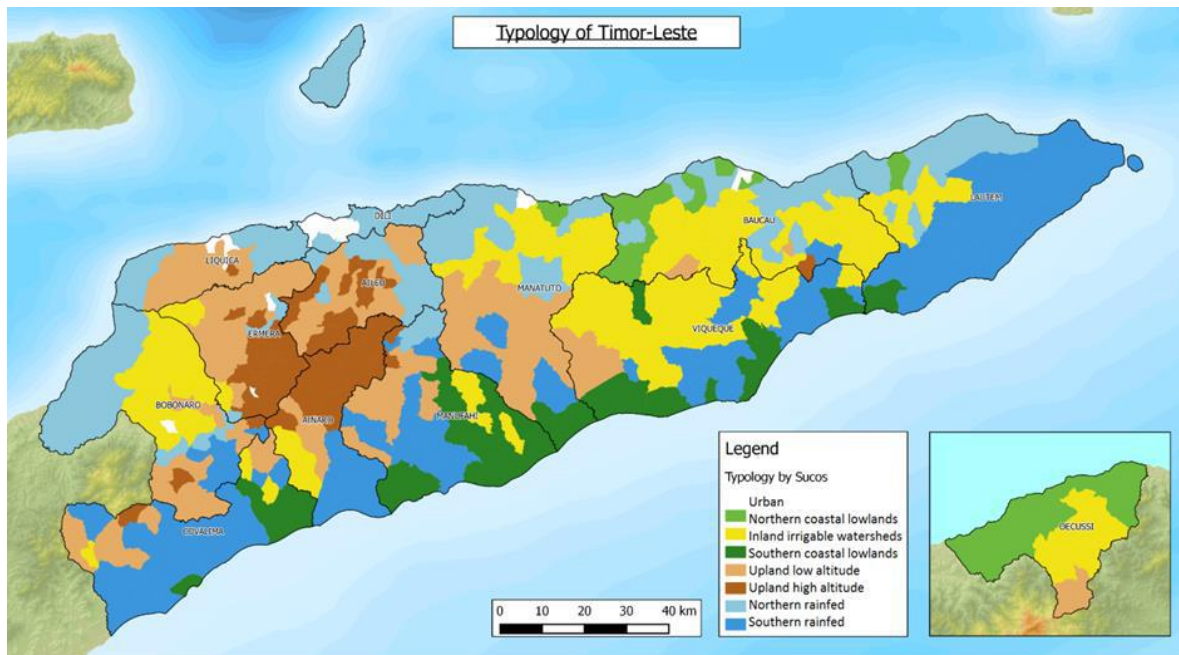 Typology of Timor-Leste
DILI
LAUTEM
BAUCAU
LIQUICA
AILEU
MANATUTO
ERMERA
VIQUEQUE
BOBONARO
AINARO
MANUFAHI
COVALIMA
Legend
Typology by Sucos
Urban
Northern coastal lowlands
Inland irrigable watersheds
Southern coastal lowlands
Upland low altitude
Upland high altitude
Northern rainfed
Southern rainfed
0 10 20 30 40 km
OECUSSI